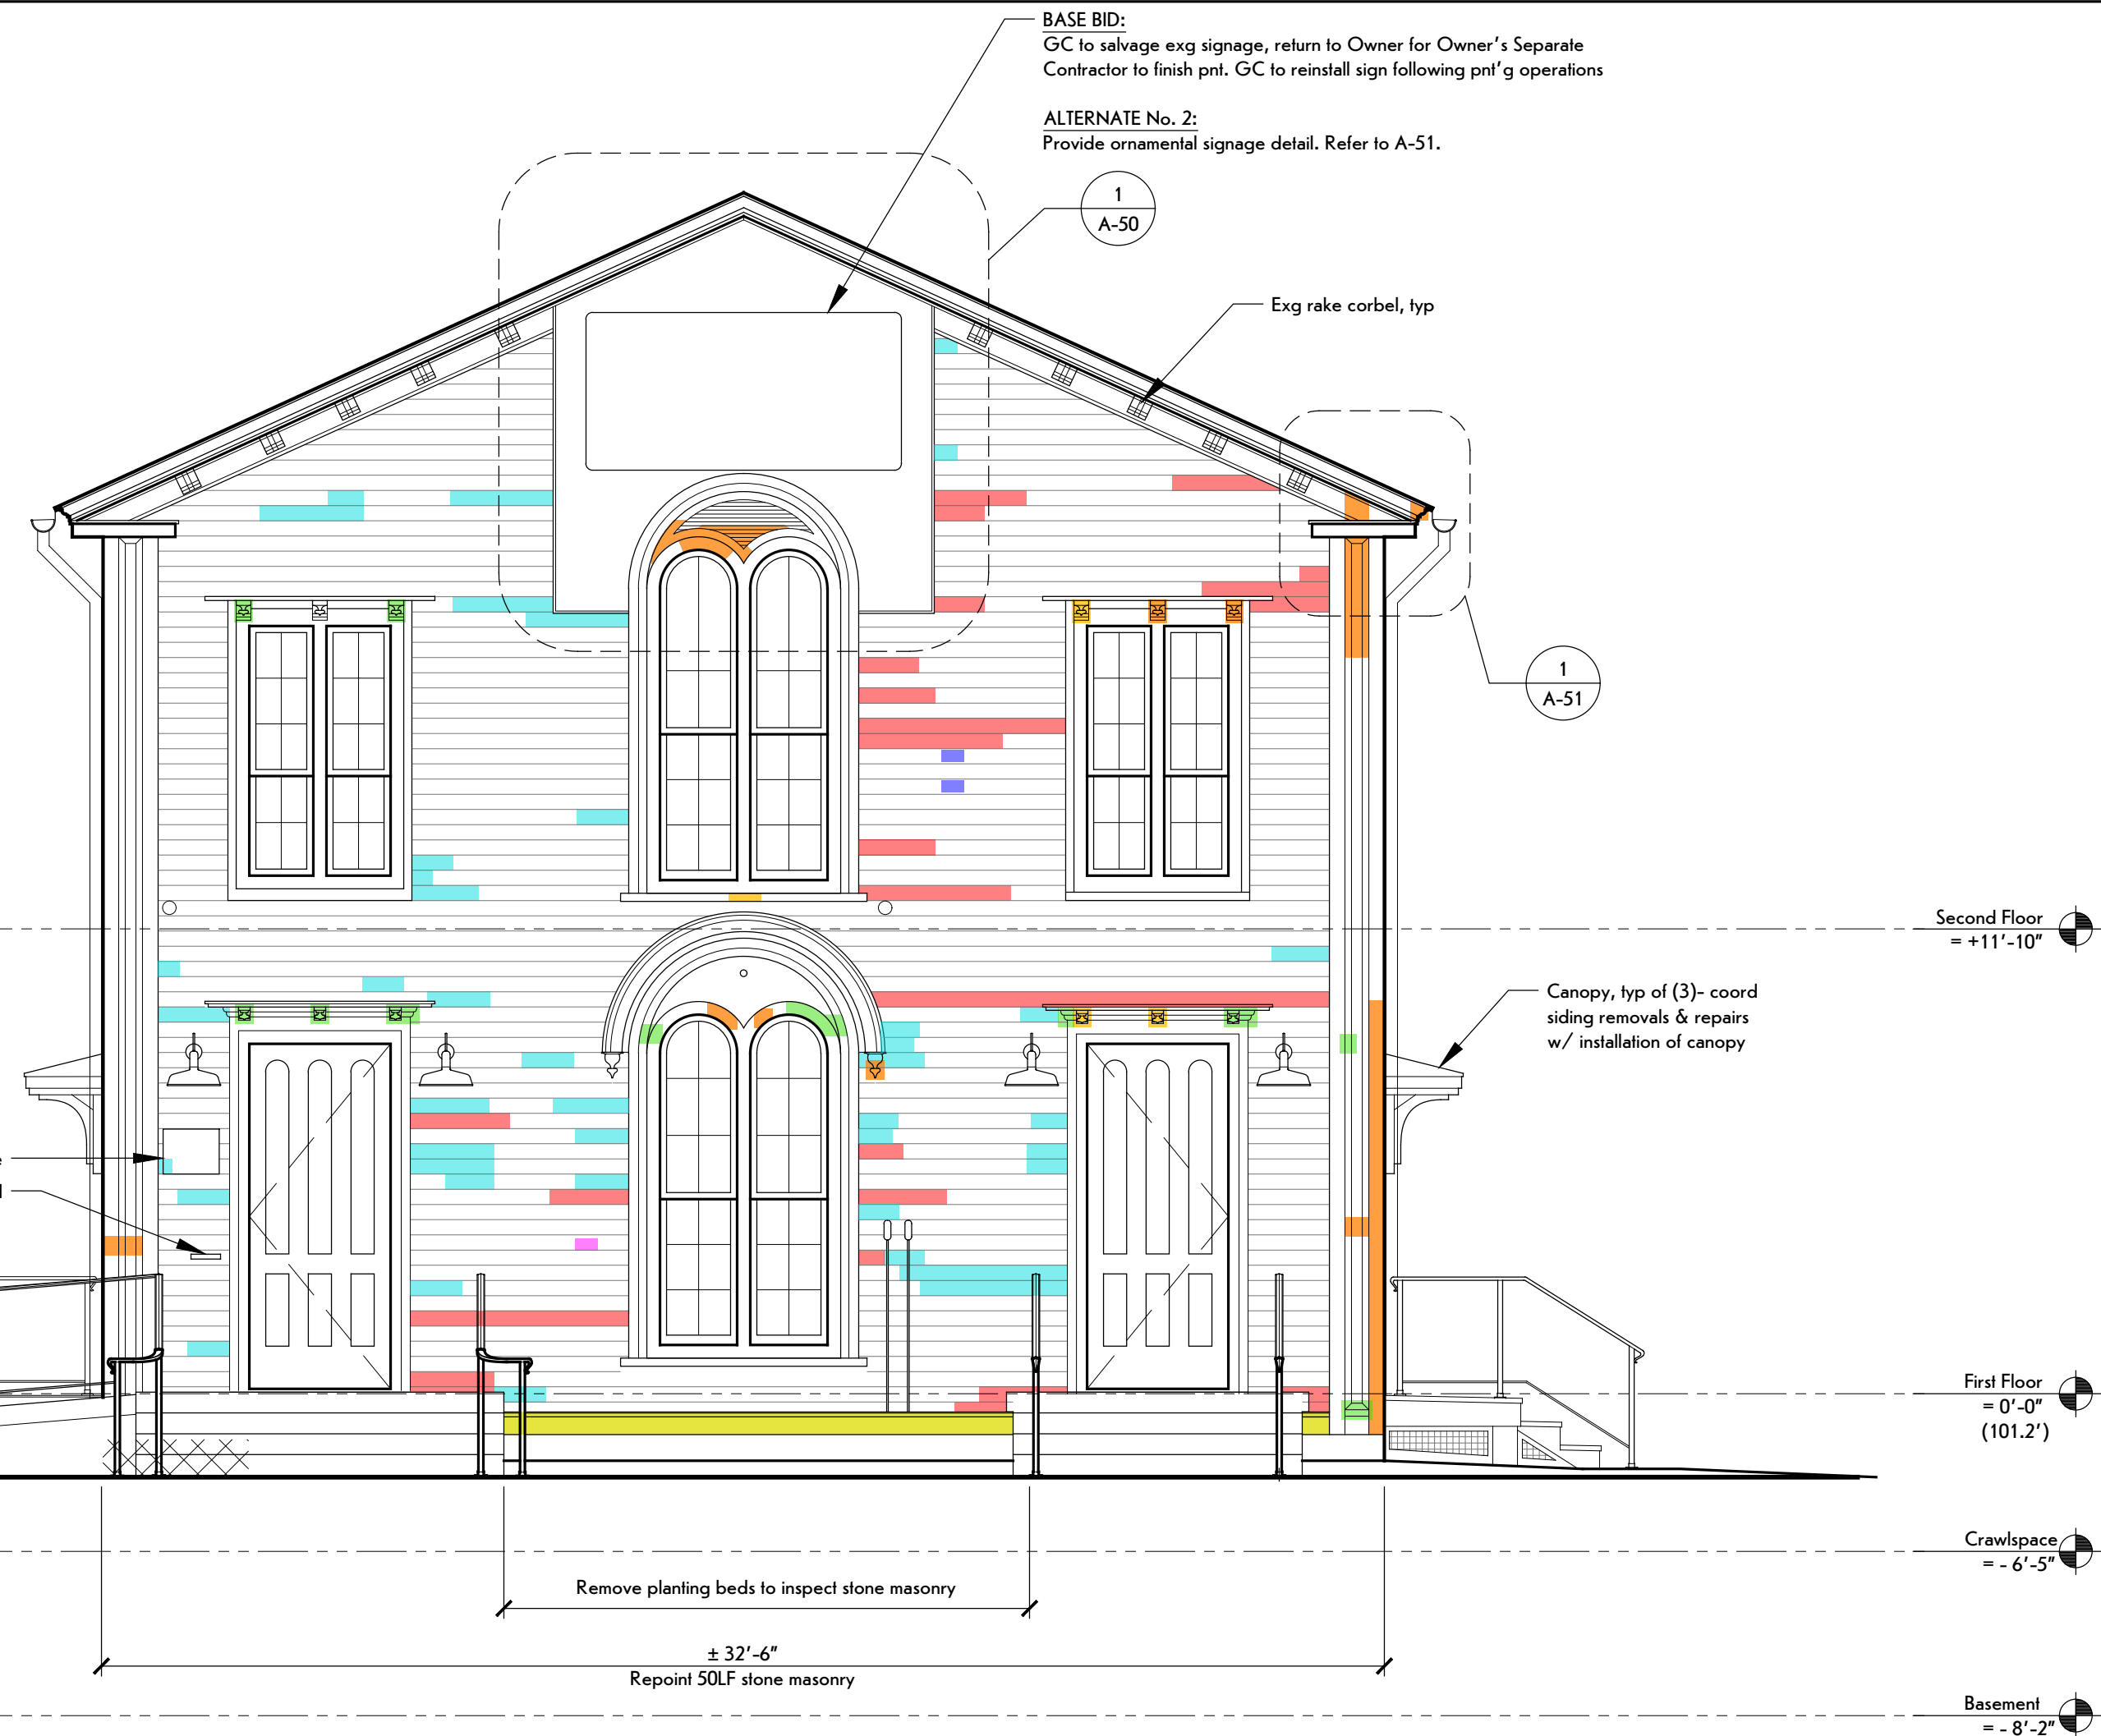 BASE BID:
GC to salvage exg signage, return to Owner for Owner's Separate
Contractor to finish pnt. GC to reinstall sign following pnt'g operations
ALTERNATE No. 2:
Provide ornamental signage detail. Refer to A-51.
1
A-50
Exg rake corbel, typ
1
A-51
Second Floor
= +11'-10"
Canopy, typ of (3)- coord
siding removals & repairs
w/ installation of canopy
First Floor
= 0'-0"
(101.2')
Crawlspace
= - 6'-5"
Remove planting beds to inspect stone masonry
± 32'-6"
Repoint 50LF stone masonry
Basement
= - 8'-2"